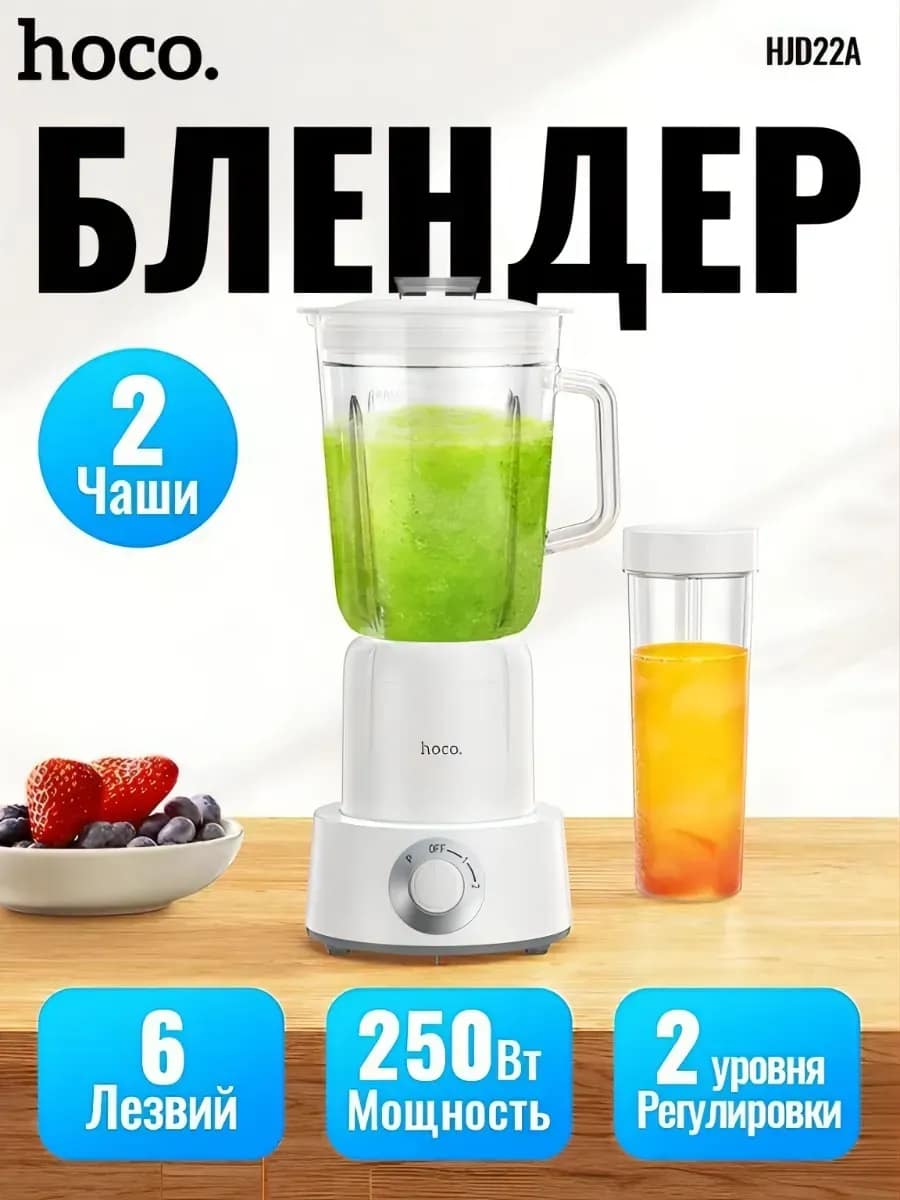 hoco.
HJD22A
БЛЕНДЕР
2
Чаши
hoco.
P OFF 1 2
6
Лезвий
250Вт
Мощность
2 уровня
Регулировки